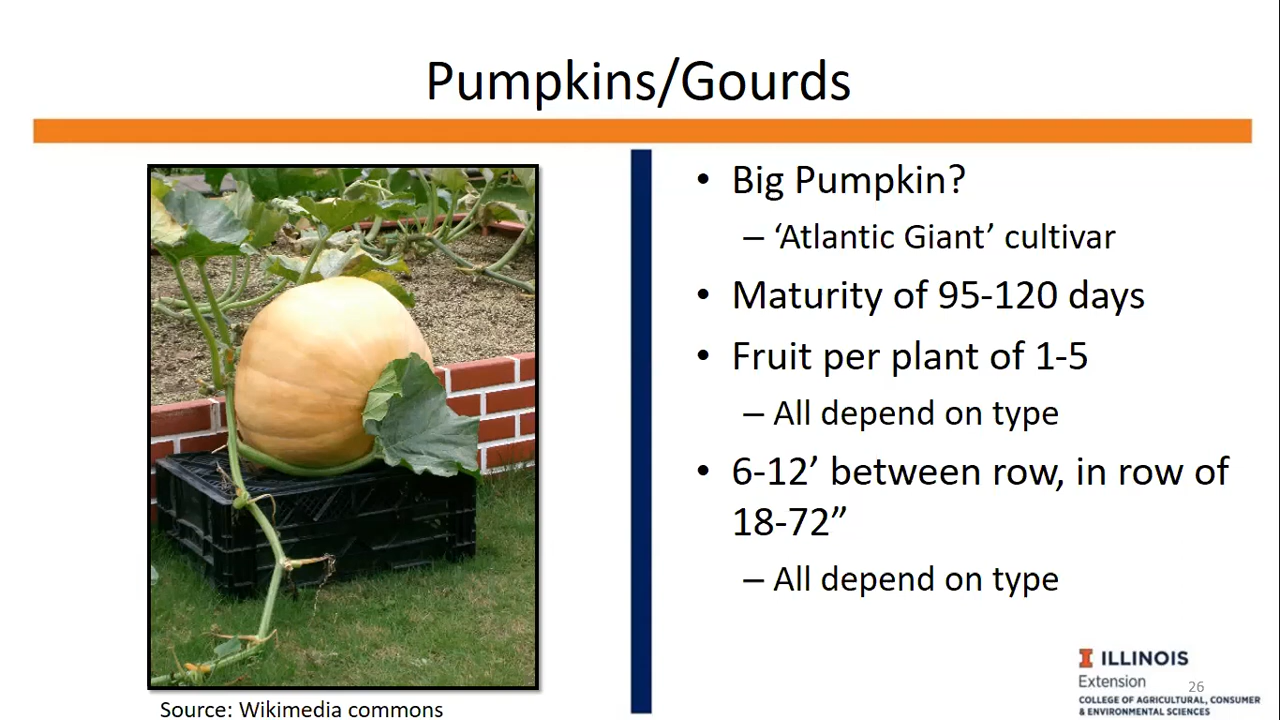 Pumpkins/Gourds
• Big Pumpkin?
– ‘Atlantic Giant’ cultivar
• Maturity of 95-120 days
• Fruit per plant of 1-5
– All depend on type
• 6-12’ between row, in row of
18-72”
– All depend on type
Source: Wikimedia commons
I ILLINOIS
Extension
26
COLLEGE OF AGRICULTURAL, CONSUMER
& ENVIRONMENTAL SCIENCES